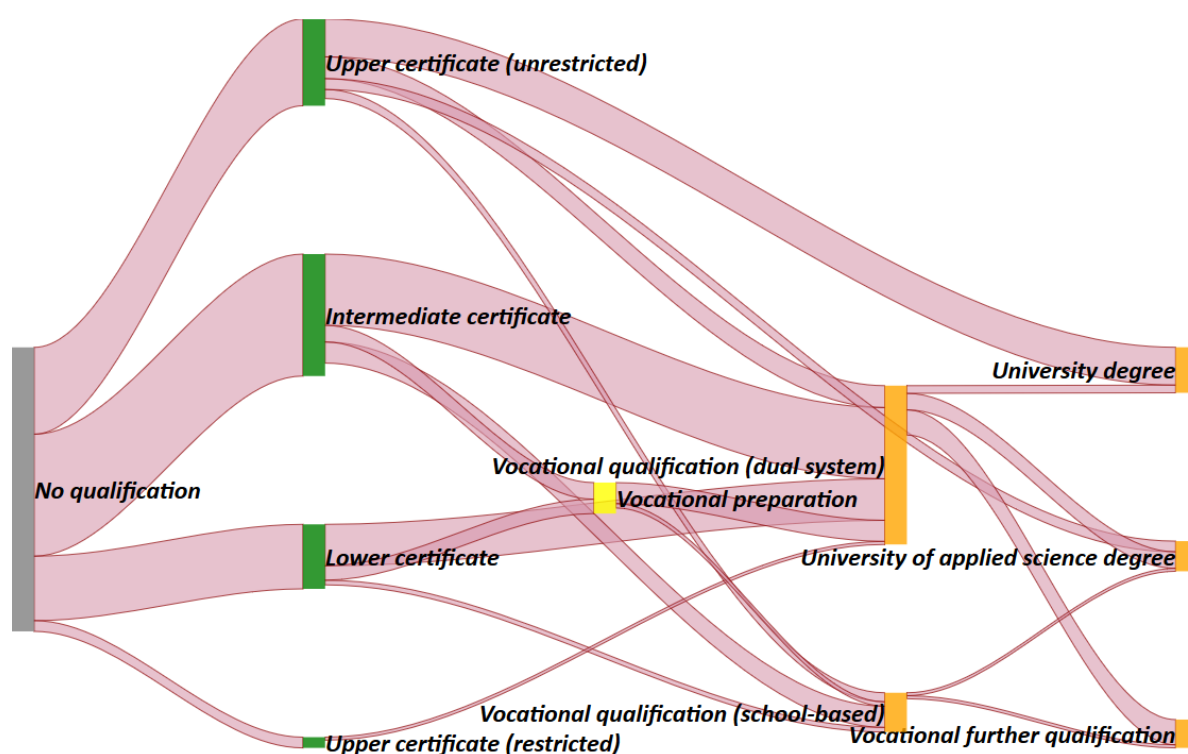 Upper certificate (unrestricted)
Intermediate certificate
University degree
Vocational qualification (dual system)
No qualification
Vocational preparation
Lower certificate
University of applied science degree
Vocational qualification (school-based)
Vocational further qualification
Upper certificate (restricted)